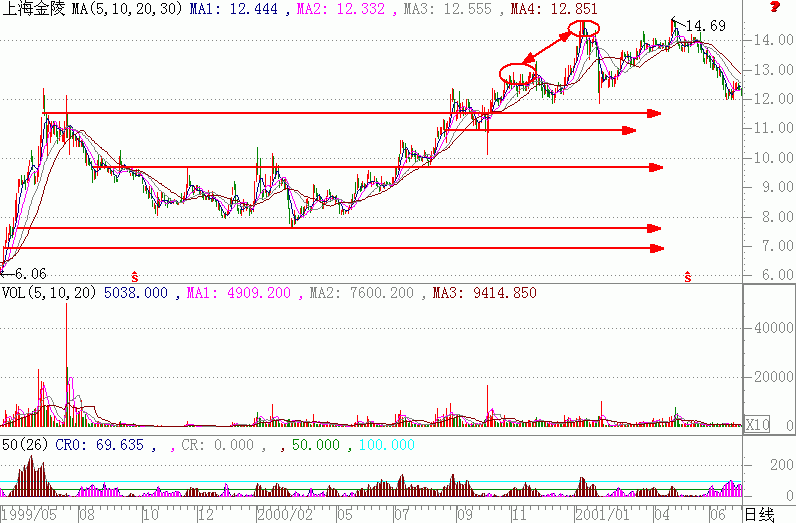 上海金陵 MA(5,10,20,30) MA1: 12.444 , MA2: 12.332 , MA3: 12.555 , MA4: 12.851
?
14.69
14.00
13.00
12.00
11.00
10.00
9.00
8.00
7.00
6.06
ŝ
ŝ
6.00
VOL(5,10,20) 5038.000 , MA1: 4909.200 , MA2: 7600.200 , MA3: 9414.850
40000
20000
X10
0
50(26) CR0: 69.635 , , CR: 0.000 , , 50.000 , 100.000
200
0
1999/05 08 10 12 2000/02 05 07 09 11 2001/01 04 06 日线